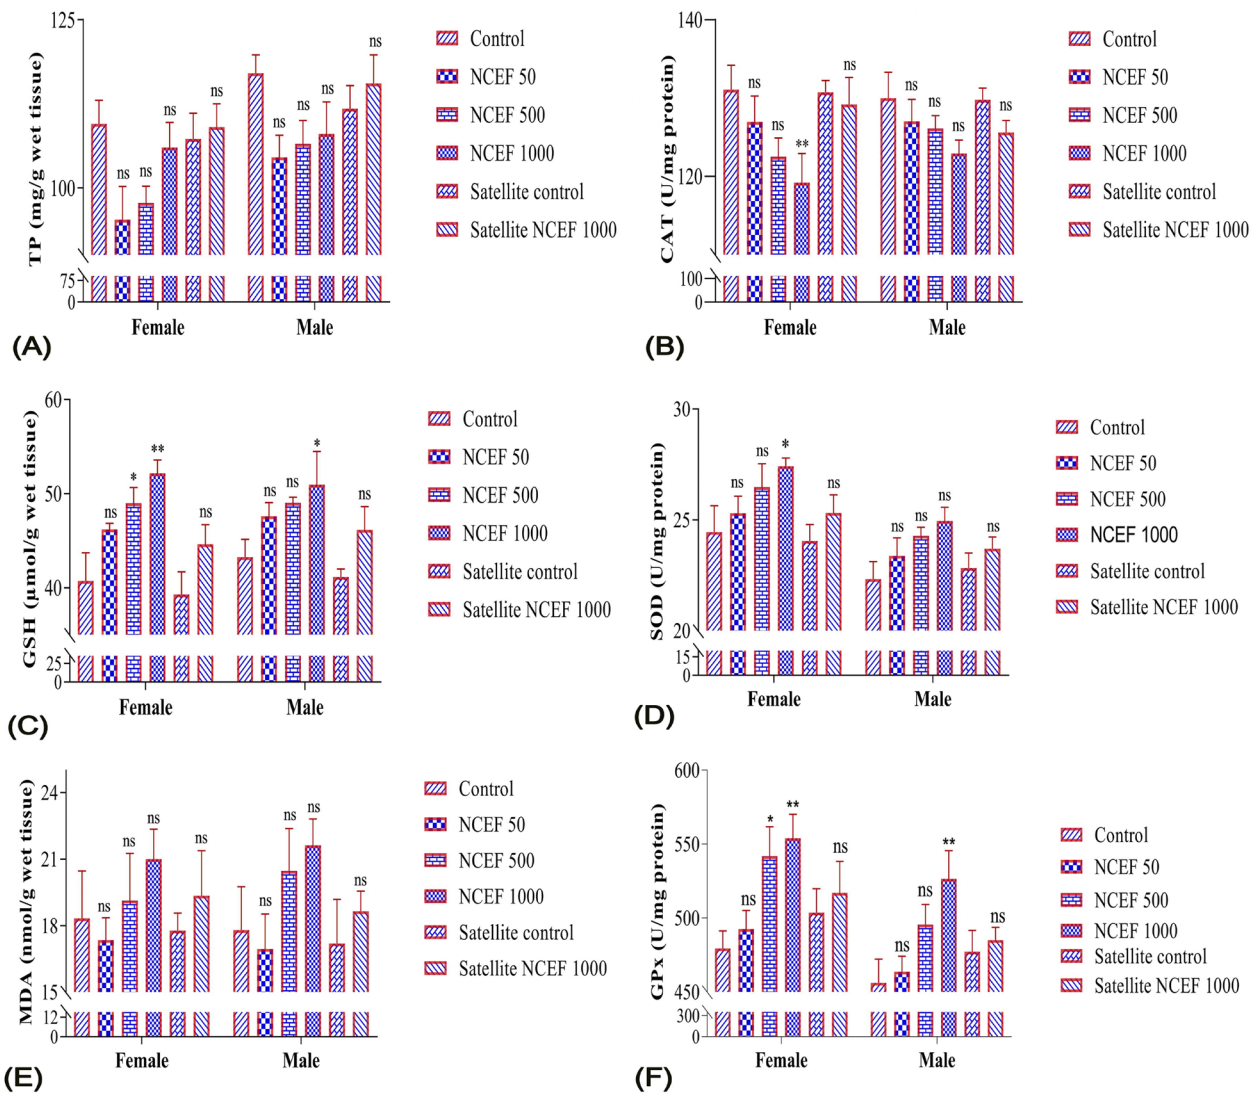 125
100
75
0
TP (mg/g wet tissue)
ns ns ns ns ns ns ns ns
Female Male
Control
NCEF 50
NCEF 500
NCEF 1000
Satellite control
Satellite NCEF 1000
(A)
140
120
100
0
CAT (U/mg protein)
ns ns ** ns ns ns ns ns
Female Male
Control
NCEF 50
NCEF 500
NCEF 1000
Satellite control
Satellite NCEF 1000
(B)
60
50
40
25
0
GSH (µmol/g wet tissue)
ns * ** ns ns ns * ns
Female Male
Control
NCEF 50
NCEF 500
NCEF 1000
Satellite control
Satellite NCEF 1000
(C)
30
25
20
15
0
SOD (U/mg protein)
ns ns * ns ns ns ns ns
Female Male
Control
NCEF 50
NCEF 500
NCEF 1000
Satellite control
Satellite NCEF 1000
(D)
24
21
18
15
12
0
MDA (nmol/g wet tissue)
ns ns ns ns ns ns ns ns
Female Male
Control
NCEF 50
NCEF 500
NCEF 1000
Satellite control
Satellite NCEF 1000
(E)
600
550
500
450
300
0
GPx (U/mg protein)
ns * ** ns ns ns ** ns
Female Male
Control
NCEF 50
NCEF 500
NCEF 1000
Satellite control
Satellite NCEF 1000
(F)